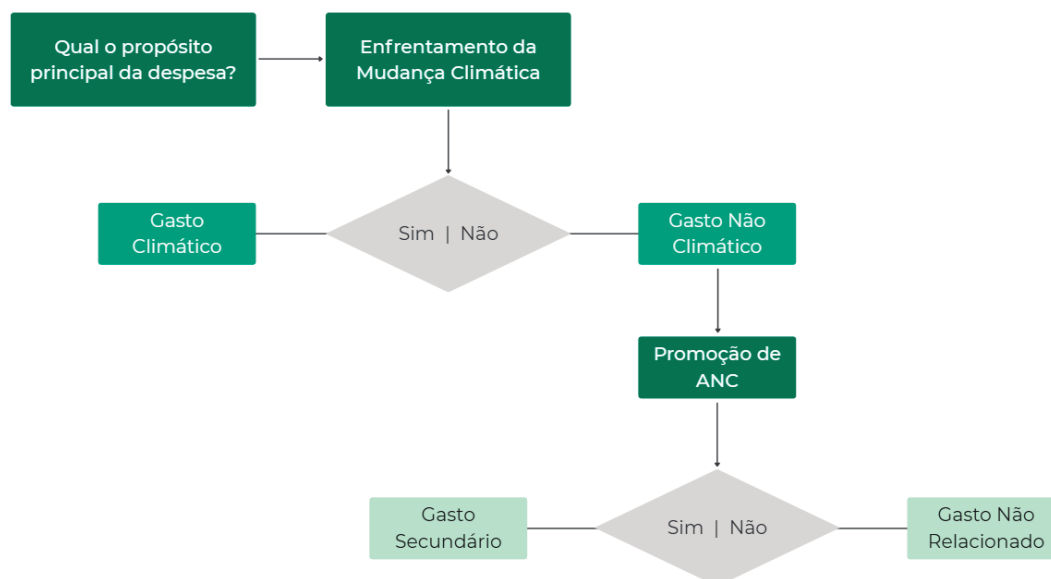 Qual o propósito
principal da despesa?
Enfrentamento da
Mudança Climática
Gasto
Climático
Sim | Não
Gasto Não
Climático
Promoção de
ANC
Gasto
Secundário
Sim | Não
Gasto Não
Relacionado